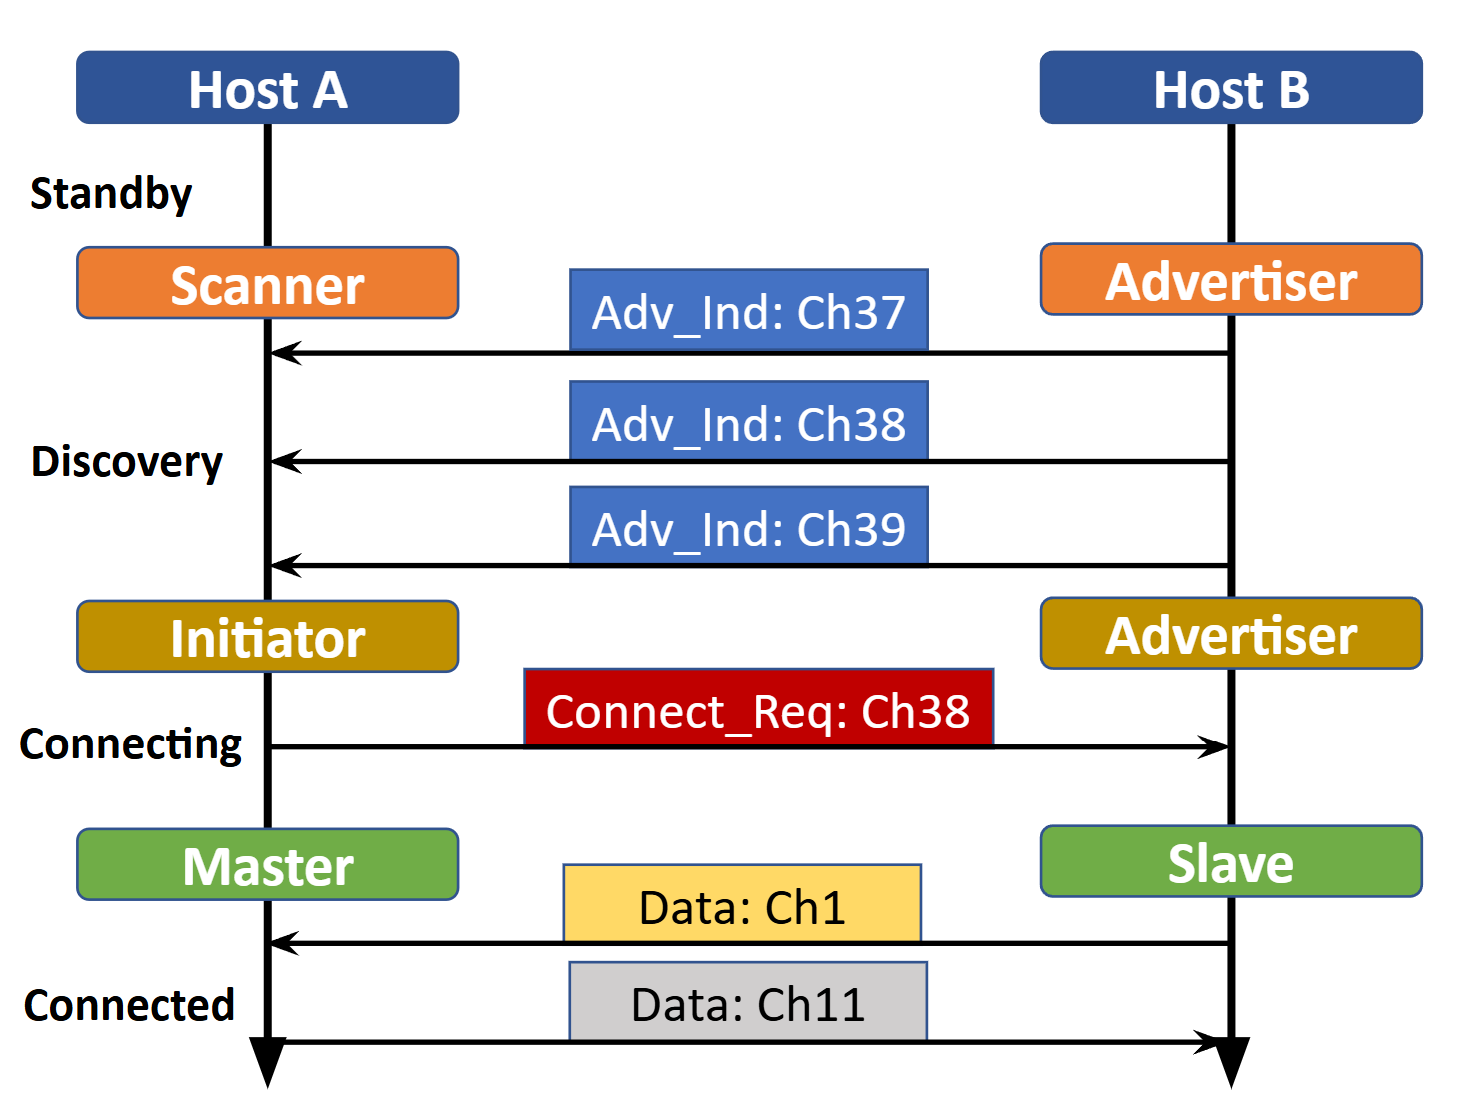 Host A
Host B
Standby
Scanner
Advertiser
Adv_Ind: Ch37
Adv_Ind: Ch38
Discovery
Adv_Ind: Ch39
Initiator
Advertiser
Connect_Req: Ch38
Connecting
Master
Slave
Data: Ch1
Connected
Data: Ch11